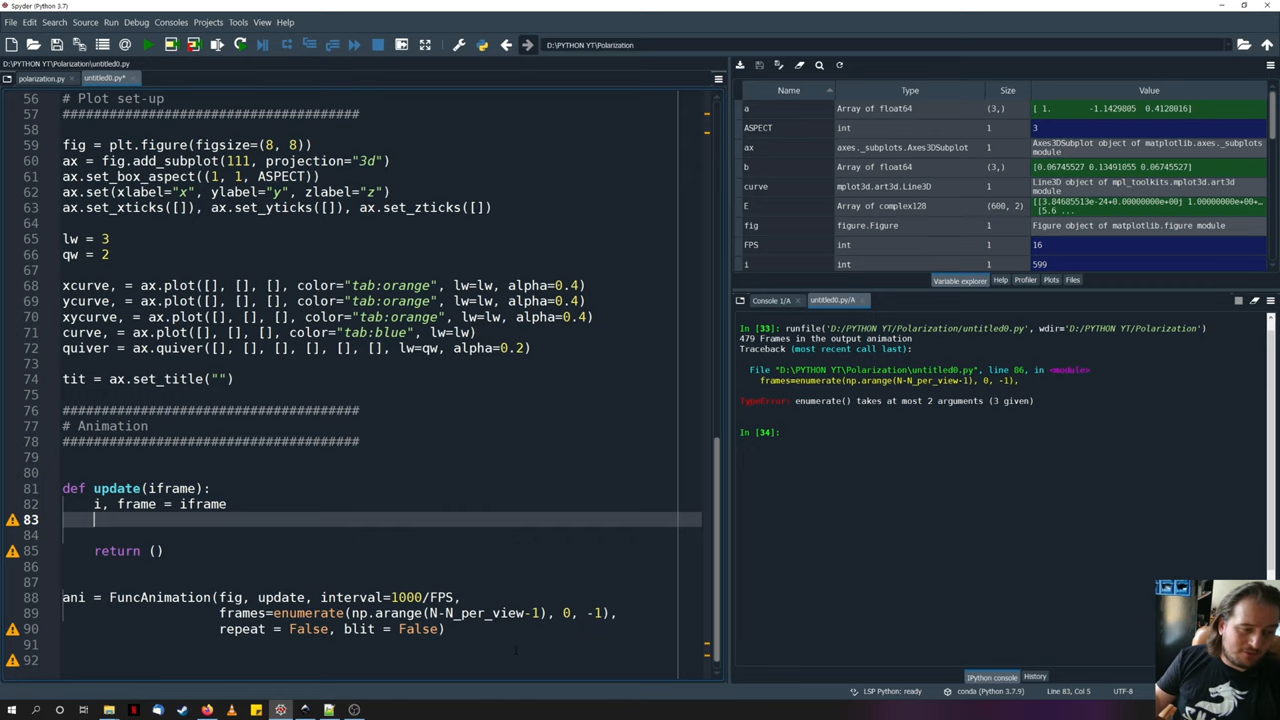 Spyder (Python 3.7)
File Edit Search Source Run Debug Consoles Projects Tools View Help
D:\PYTHON YT\Polarization
D:\PYTHON YT\Polarization\untitled0.py
polarization.py untitled0.py*
56 # Plot set-up
57 ######################################
58
59 fig = plt.figure(figsize=(8, 8))
60 ax = fig.add_subplot(111, projection="3d")
61 ax.set_box_aspect((1, 1, ASPECT))
62 ax.set(xlabel="x", ylabel="y", zlabel="z")
63 ax.set_xticks([]), ax.set_yticks([]), ax.set_zticks([])
64
65 lw = 3
66 qw = 2
67
68 xcurve, = ax.plot([], [], [], color="tab:orange", lw=lw, alpha=0.4)
69 ycurve, = ax.plot([], [], [], color="tab:orange", lw=lw, alpha=0.4)
70 xycurve, = ax.plot([], [], [], color="tab:orange", lw=lw, alpha=0.4)
71 curve, = ax.plot([], [], [], color="tab:blue", lw=lw)
72 quiver = ax.quiver([], [], [], [], [], [], lw=qw, alpha=0.2)
73
74 tit = ax.set_title("")
75
76 ######################################
77 # Animation
78 ######################################
79
80
81 def update(iframe):
82 i, frame = iframe
83
84
85 return ()
86
87
88 ani = FuncAnimation(fig, update, interval=1000/FPS,
89 frames=enumerate(np.arange(N-N_per_view-1), 0, -1),
90 repeat = False, blit = False)
91
92
Name Type Size Value
a Array of float64 (3,) [ 1. -1.1429805 0.4128016]
ASPECT int 1 3
ax axes._subplots.Axes3DSubplot 1 Axes3DSubplot object of matplotlib.axes._subplots module
b Array of float64 (3,) [0.06745527 0.13491055 0.06745527]
curve mplot3d.art3d.Line3D 1 Line3D object of mpl_toolkits.mplot3d.art3d module
E Array of complex128 (600, 2) [[3.84685513e-24+0.00000000e+00j 1.00000000e+00+… [5.6 ...
fig figure.Figure 1 Figure object of matplotlib.figure module
FPS int 1 16
i int 1 599
Variable explorer Help Profiler Plots Files
Console 1/A untitled0.py/A
In [33]: runfile('D:/PYTHON YT/Polarization/untitled0.py', wdir='D:/PYTHON YT/Polarization')
479 Frames in the output animation
Traceback (most recent call last):
File "D:\PYTHON YT\Polarization\untitled0.py", line 86, in <module>
frames=enumerate(np.arange(N-N_per_view-1), 0, -1),
TypeError: enumerate() takes at most 2 arguments (3 given)
In [34]:
IPython console History
LSP Python: ready conda (Python 3.7.9) Line 83, Col 5 UTF-8